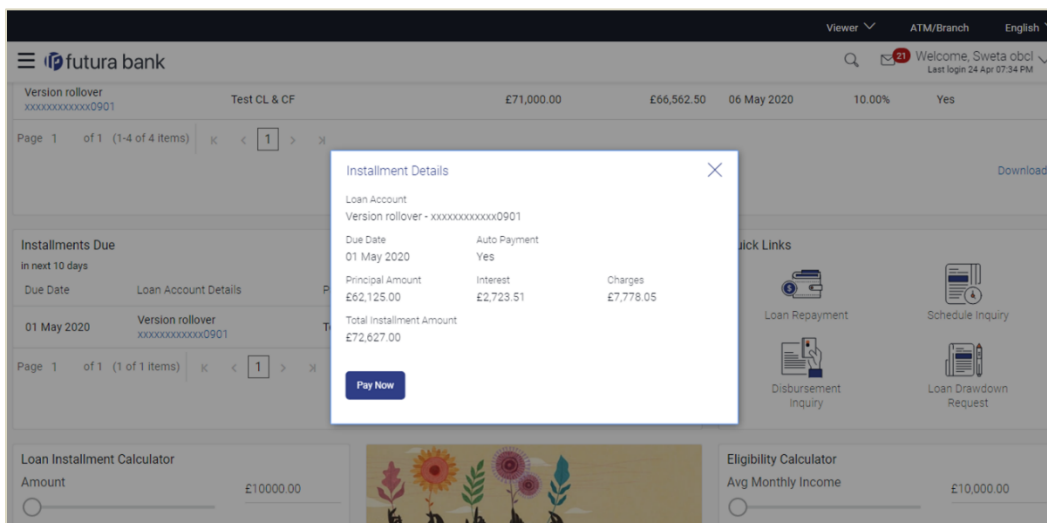 Viewer ATM/Branch English
futura bank 21 Welcome, Sweta obcl
Last login 24 Apr 07:34 PM
Version rollover Test CL & CF £71,000.00 £66,562.50 06 May 2020 10.00% Yes
xxxxxxxxxxxx0901
Page 1 of 1 (1-4 of 4 items) 1
Download
Installment Details
Loan Account
Version rollover - xxxxxxxxxxxx0901
Due Date Auto Payment
01 May 2020 Yes
Principal Amount Interest Charges
£62,125.00 £2,723.51 £7,778.05
Total Installment Amount
£72,627.00
Pay Now
Installments Due
in next 10 days
Due Date Loan Account Details
01 May 2020 Version rollover
xxxxxxxxxxxx0901
Page 1 of 1 (1 of 1 items) 1
Links
Loan Repayment Schedule Inquiry
Disbursement Inquiry
Loan Drawdown Request
Loan Installment Calculator
Amount £10000.00
Eligibility Calculator
Avg Monthly Income £10,000.00